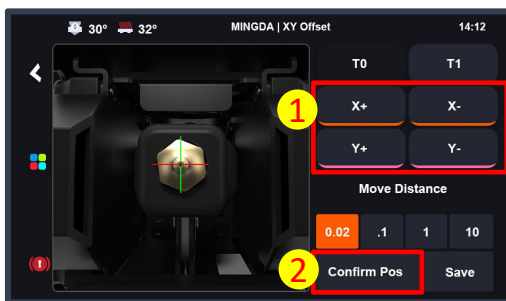 30° 32° MINGDA | XY Offset 14:12
T0 T1
1
X+ X-
Y+ Y-
Move Distance
0.02 .1 1 10
2
Confirm Pos Save